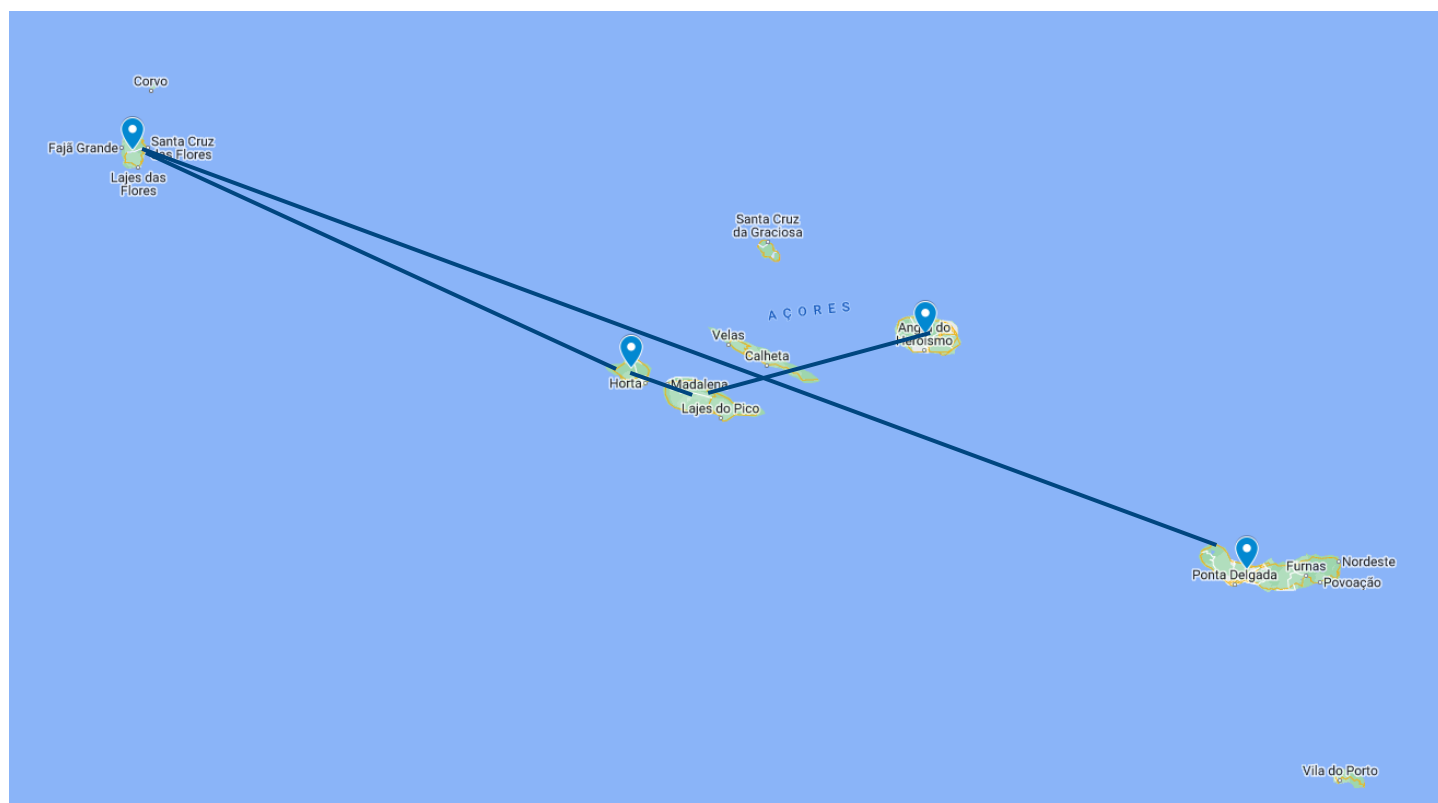 Corvo
Fajã Grande
Santa Cruz
das Flores
Lajes das
Flores
Santa Cruz
da Graciosa
AÇORES
Velas
Calheta
Angra do
Heroísmo
Horta
Madalena
Lajes do Pico
Ponta Delgada
Furnas
Nordeste
Povoação
Vila do Porto